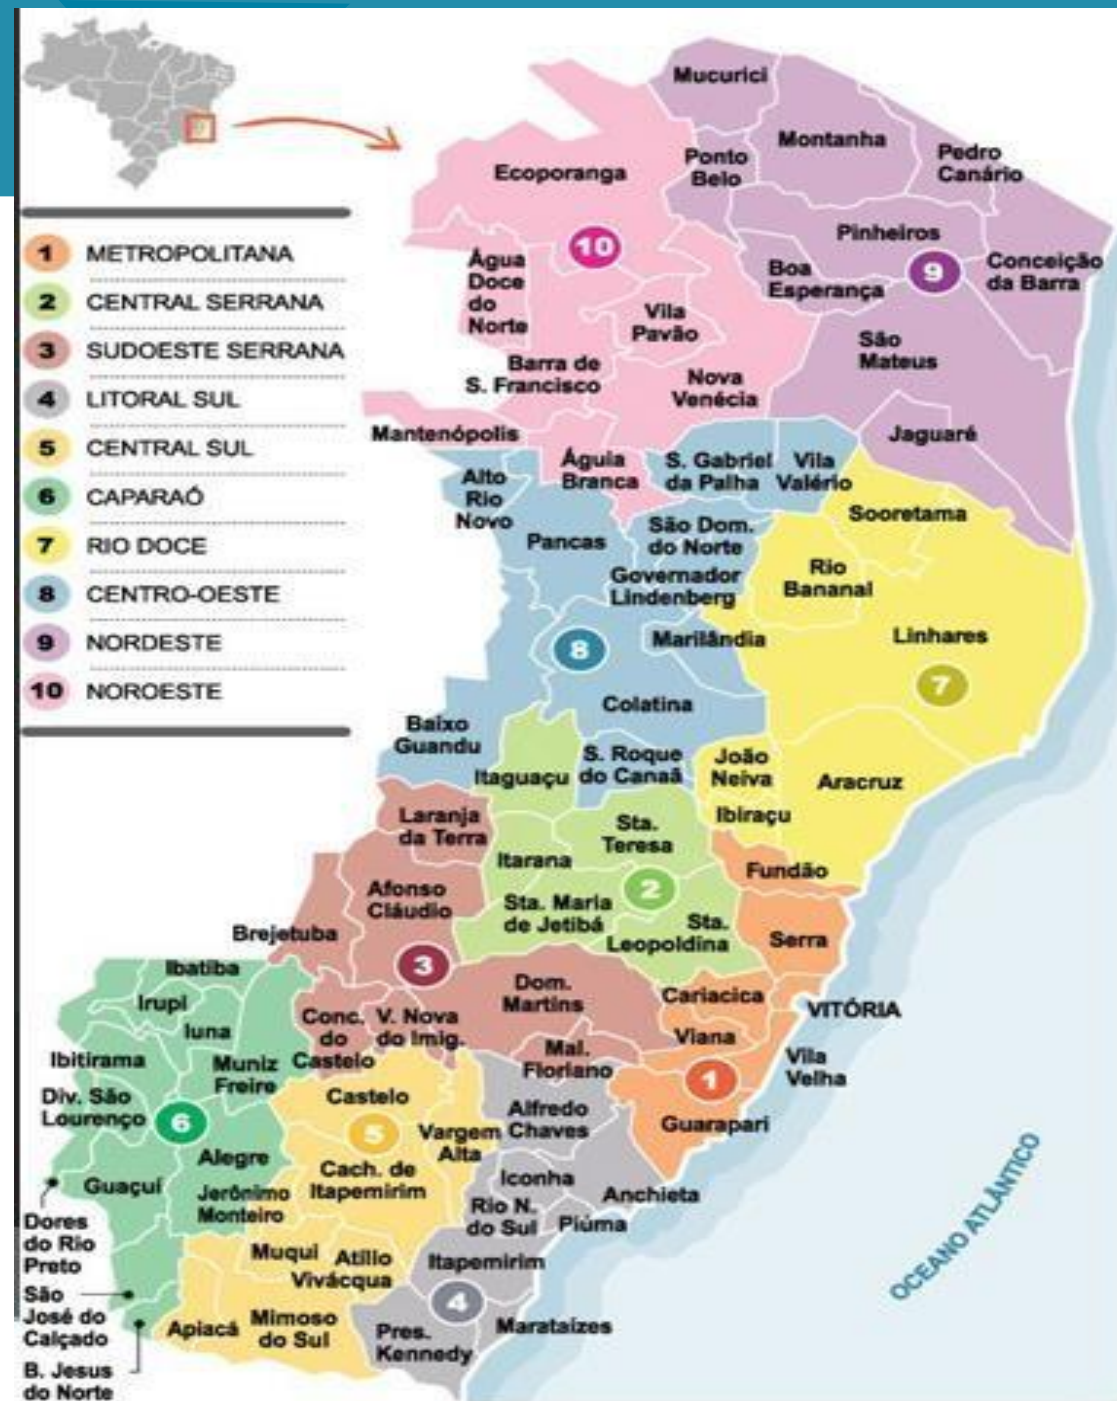 1 METROPOLITANA
2 CENTRAL SERRANA
3 SUDOESTE SERRANA
4 LITORAL SUL
5 CENTRAL SUL
6 CAPARAÓ
7 RIO DOCE
8 CENTRO-OESTE
9 NORDESTE
10 NOROESTE
Mucurici
Montanha
Ponto
Belo
Pedro
Canário
Ecoporanga
10
Pinheiros
9
Conceição
da Barra
Água
Doce
do
Norte
Boa
Esperança
Vila
Pavão
São
Mateus
Barra de
S. Francisco
Nova
Venécia
Mantenópolis
Jaguaré
Águia
Branca
S. Gabriel
da Palha
Vila
Valério
Alto
Rio
Novo
Sooretama
Pancas
São Dom.
do Norte
Rio
Bananal
Governador
Lindenberg
Marilândia
Linhares
8
7
Colatina
Baixo
Guandu
Itaguaçu
S. Roque
do Canaã
João
Neiva
Aracruz
Ibiraçu
Laranja
da Terra
Sta.
Teresa
Itarana
Fundão
Afonso
Cláudio
2
Sta. Maria
de Jetibá
Sta.
Leopoldina
Serra
Brejetuba
3
Ibatiba
Dom.
Martins
Cariacica
VITÓRIA
Irupi
Iuna
Conc.
do
Castelo
V. Nova
do Imig.
Viana
Ibitirama
Muniz
Freire
Mal.
Floriano
Vila
Velha
1
Div. São
Lourenço
6
Castelo
5
Alfredo
Chaves
Guarapari
Vargem
Alta
Alegre
Cach. de
Itapemirim
Guaçuí
Jerônimo
Monteiro
Iconha
Anchieta
Rio N.
do Sul
Piúma
Dores
do Rio
Preto
Muqui
Atílio
Vivácqua
Itapemirim
São
José do
Calçado
4
Apiacá
Mimoso
do Sul
Pres.
Kennedy
Marataízes
B. Jesus
do Norte
OCEANO ATLÂNTICO